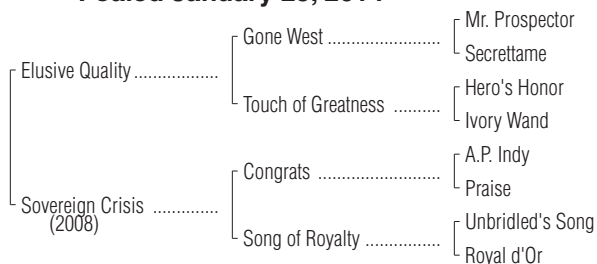 Foaled January
Mr. Prospector
Gone West ........................
Secrettame
Elusive Quality ..................
Hero's Honor
Touch of Greatness ..........
Ivory Wand
A.P. Indy
Congrats ..........................
Praise
Sovereign Crisis ..............
(2008)
Unbridled's Song
Song of Royalty ................
Royal d'Or